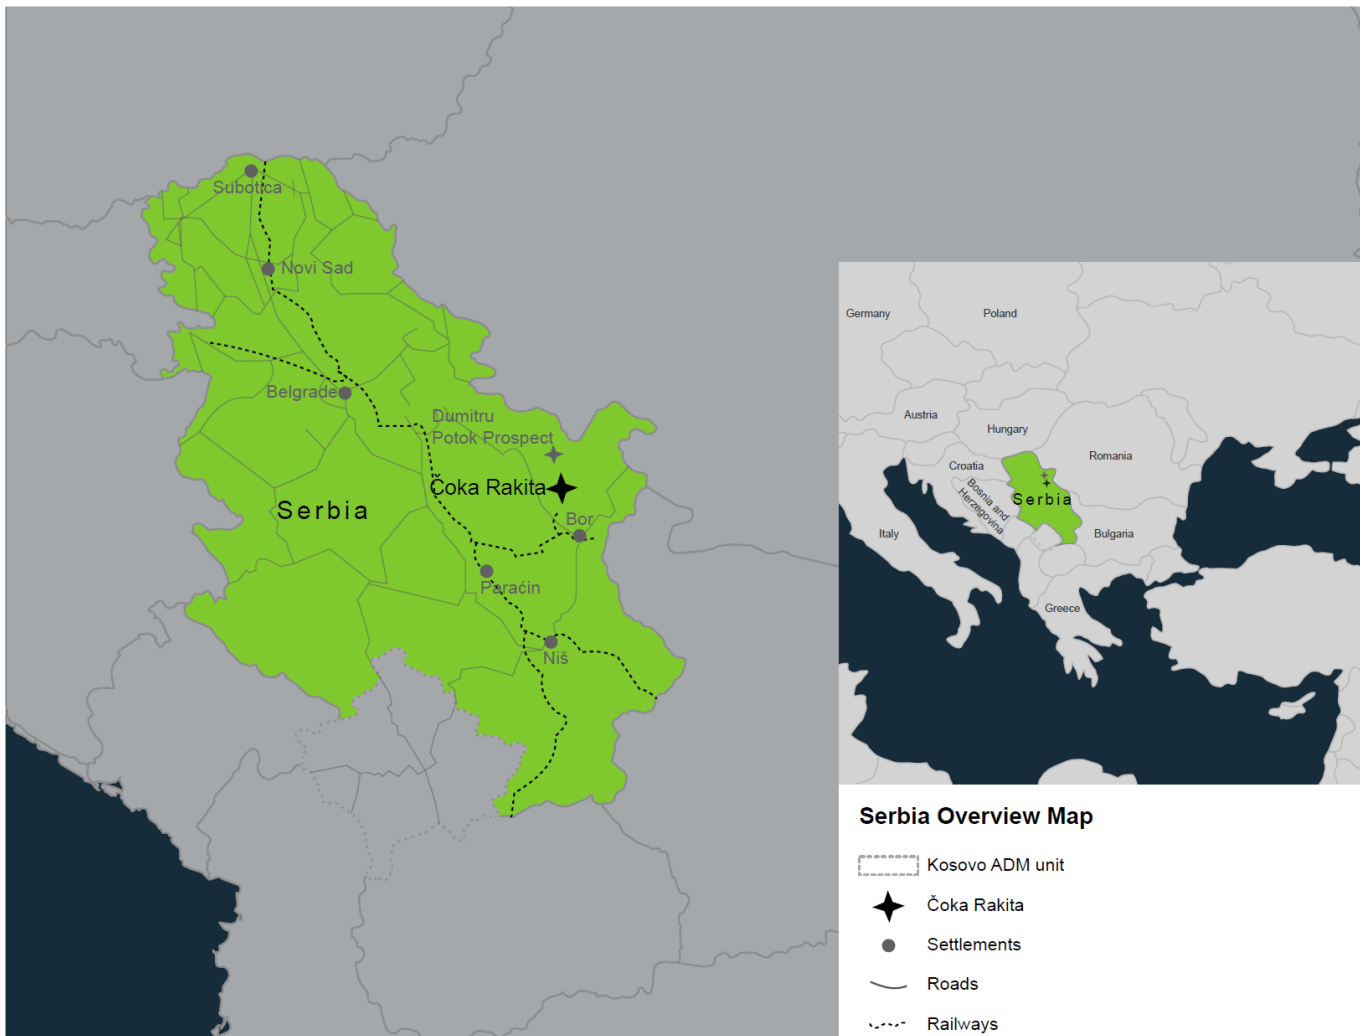 Subotica
Novi Sad
Belgrade
Dumitru
Potok Prospect
Čoka Rakita
Serbia
Bor
Paraćin
Niš
Germany
Poland
Austria
Hungary
Romania
Croatia
Bosnia and
Herzegovina
Serbia
Italy
Bulgaria
Greece
Serbia Overview Map
Kosovo ADM unit
Čoka Rakita
Settlements
Roads
Railways